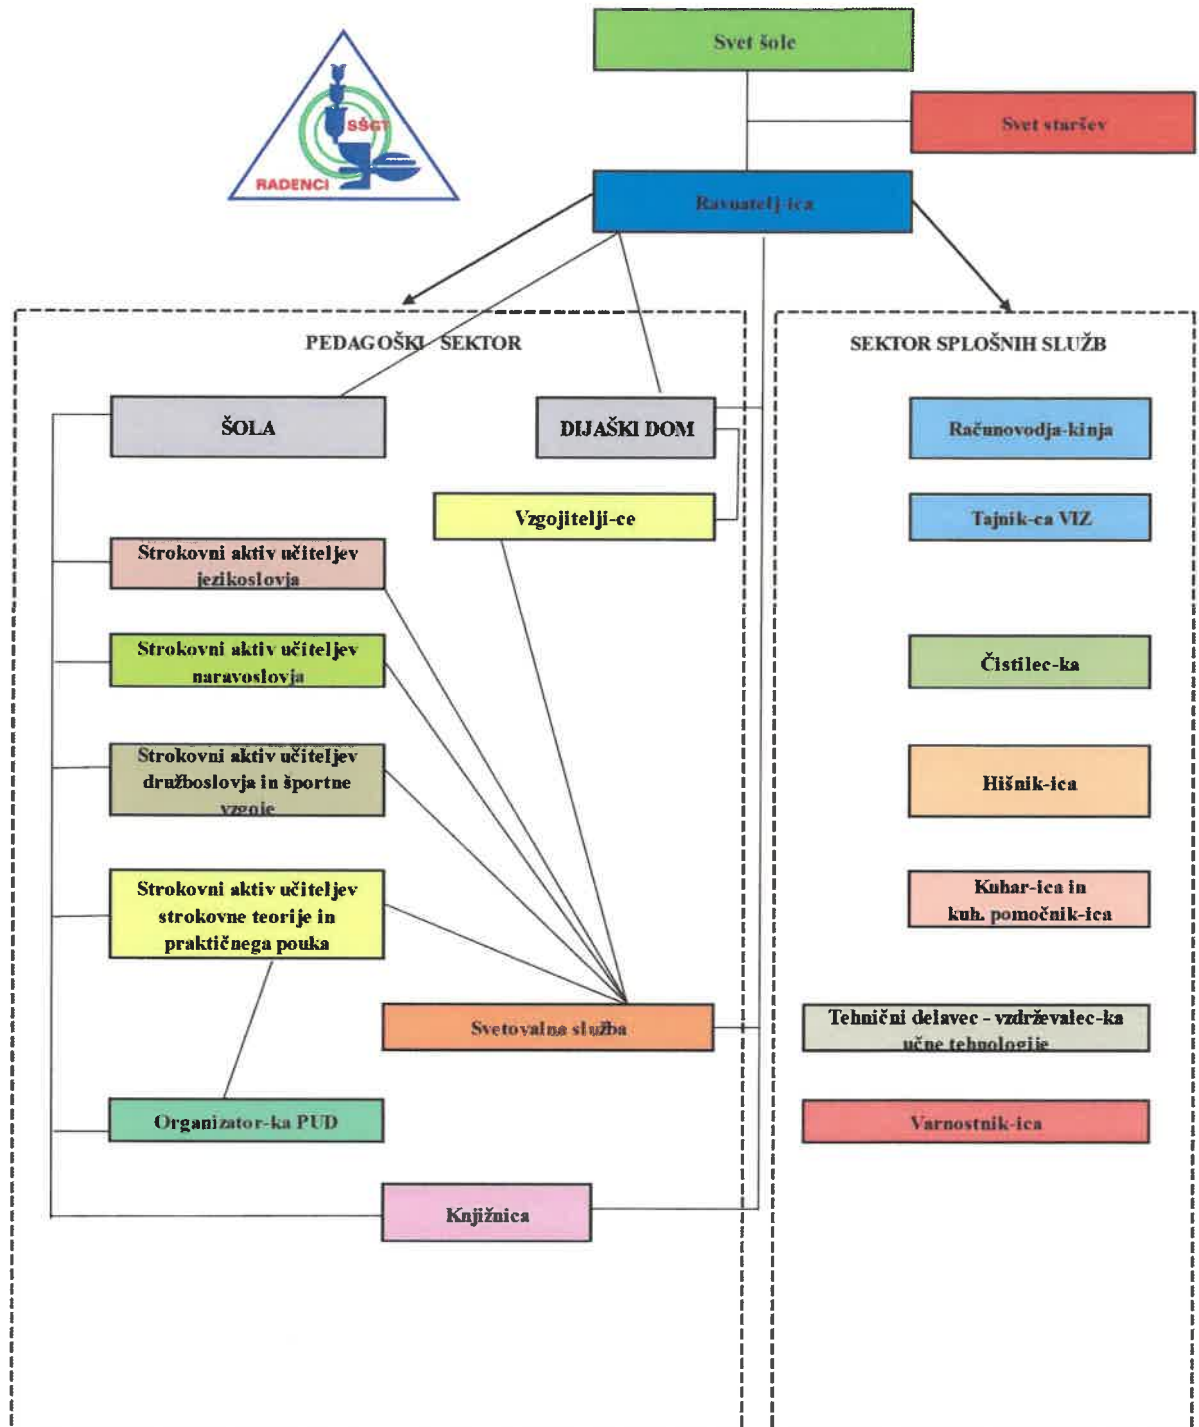 Svet šole
SŠGT
RADENCI
Svet staršev
Ravnatelj-ica
PEDAGOŠKI SEKTOR
SEKTOR SPLOŠNIH SLUŽB
ŠOLA
DIJAŠKI DOM
Računovodja-kinja
Vzgojitelji-ce
Tajnik-ca VIZ
Strokovni aktiv učiteljev
jezikoslovja
Strokovni aktiv učiteljev
naravoslovja
Čistilec-ka
Strokovni aktiv učiteljev
družboslovja in športne
vzgoje
Hišnik-ica
Strokovni aktiv učiteljev
strokovne teorije in
praktičnega pouka
Kuhar-ica in
kuh. pomočnik-ica
Svetovalna služba
Tehnični delavec - vzdrževalec-ka
učne tehnologije
Organizator-ka PUD
Varnostnik-ica
Knjižnica